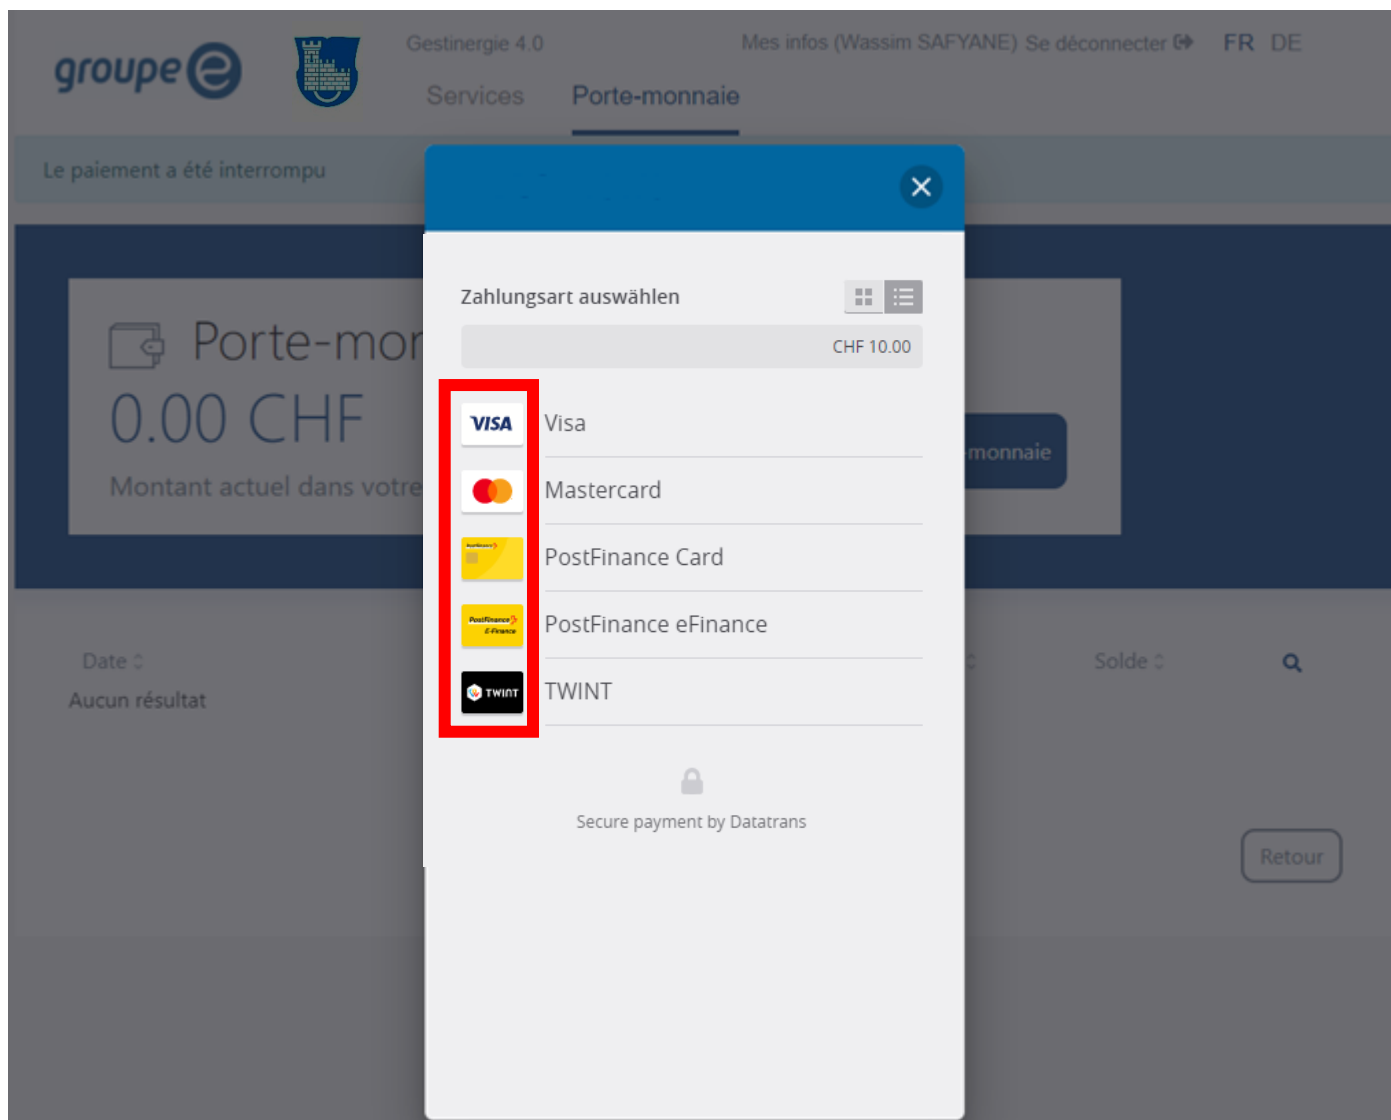 groupe e
Gestinergie 4.0
Mes infos (Wassim SAFYANE) Se déconnecter
FR DE
Services
Porte-monnaie
Le paiement a été interrompu
Porte-mon
0.00 CHF
Montant actuel dans votre
monnaie
Zahlungsart auswählen
CHF 10.00
VISA Visa
Mastercard
PostFinance PostFinance Card
PostFinance
E-Finance
PostFinance eFinance
TWINT TWINT
Secure payment by Datatrans
Date
Solde
Aucun résultat
Retour